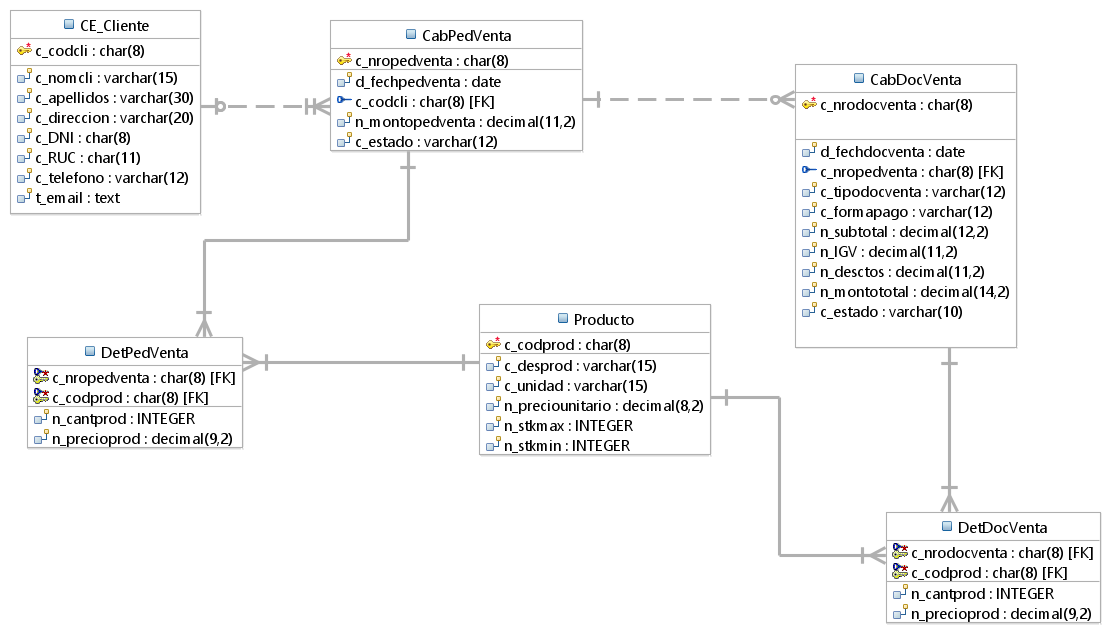 CE_Cliente
c_codcli : char(8)
c_nomcli : varchar(15)
c_apellidos : varchar(30)
c_direccion : varchar(20)
c_DNI : char(8)
c_RUC : char(11)
c_telefono : varchar(12)
t_email : text
CabPedVenta
c_nropedventa : char(8)
d_fechpedventa : date
c_codcli : char(8) [FK]
n_montopedventa : decimal(11,2)
c_estado : varchar(12)
CabDocVenta
c_nrodocventa : char(8)
d_fechdocventa : date
c_nropedventa : char(8) [FK]
c_tipodocventa : varchar(12)
c_formapago : varchar(12)
n_subtotal : decimal(12,2)
n_IGV : decimal(11,2)
n_desctos : decimal(11,2)
n_montototal : decimal(14,2)
c_estado : varchar(10)
DetPedVenta
c_nropedventa : char(8) [FK]
c_codprod : char(8) [FK]
n_cantprod : INTEGER
n_precioprod : decimal(9,2)
Producto
c_codprod : char(8)
c_desprod : varchar(15)
c_unidad : varchar(15)
n_preciounitario : decimal(8,2)
n_stkmax : INTEGER
n_stkmin : INTEGER
DetDocVenta
c_nrodocventa : char(8) [FK]
c_codprod : char(8) [FK]
n_cantprod : INTEGER
n_precioprod : decimal(9,2)